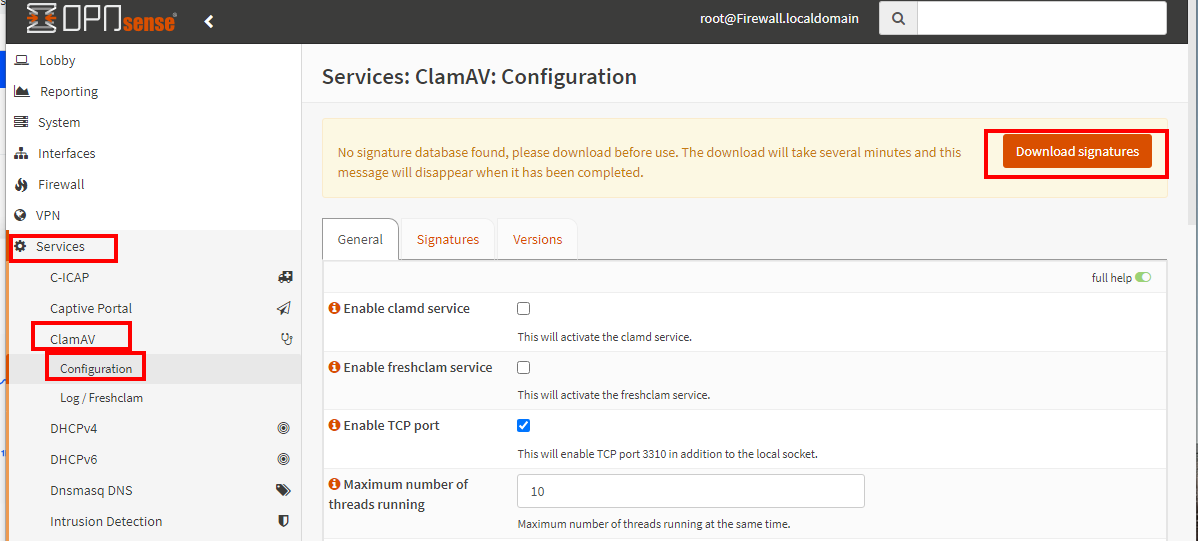 OPNsense
root@Firewall.localdomain
Lobby
Reporting
System
Interfaces
Firewall
VPN
Services
C-ICAP
Captive Portal
ClamAV
Configuration
Log / Freshclam
DHCPv4
DHCPv6
Dnsmasq DNS
Intrusion Detection
Services: ClamAV: Configuration
No signature database found, please download before use. The download will take several minutes and this
message will disappear when it has been completed.
Download signatures
General
Signatures
Versions
full help
Enable clamd service
This will activate the clamd service.
Enable freshclam service
This will activate the freshclam service.
Enable TCP port
This will enable TCP port 3310 in addition to the local socket.
Maximum number of
threads running
10
Maximum number of threads running at the same time.